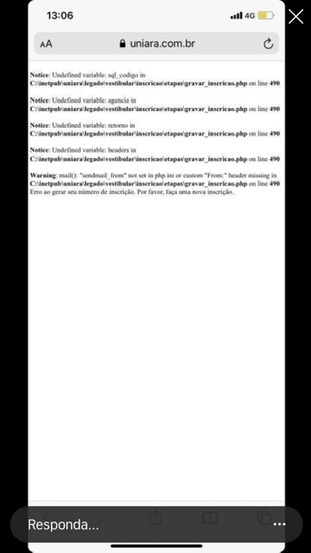 13:06
4G
AA
uniara.com.br
Notice: Undefined variable: sql_codigo in
C:\inetpub\uniara\legado\vestibular\inscricao\etapas\gravar_inscricao.php on line 490
Notice: Undefined variable: agencia in
C:\inetpub\uniara\legado\vestibular\inscricao\etapas\gravar_inscricao.php on line 490
Notice: Undefined variable: retorno in
C:\inetpub\uniara\legado\vestibular\inscricao\etapas\gravar_inscricao.php on line 490
Notice: Undefined variable: headers in
C:\inetpub\uniara\legado\vestibular\inscricao\etapas\gravar_inscricao.php on line 490
Warning: mail(): "sendmail_from" not set in php.ini or custom "From:" header missing in
C:\inetpub\uniara\legado\vestibular\inscricao\etapas\gravar_inscricao.php on line 490
Erro ao gerar seu número de inscrição. Por favor, faça uma nova inscrição.
Responda...